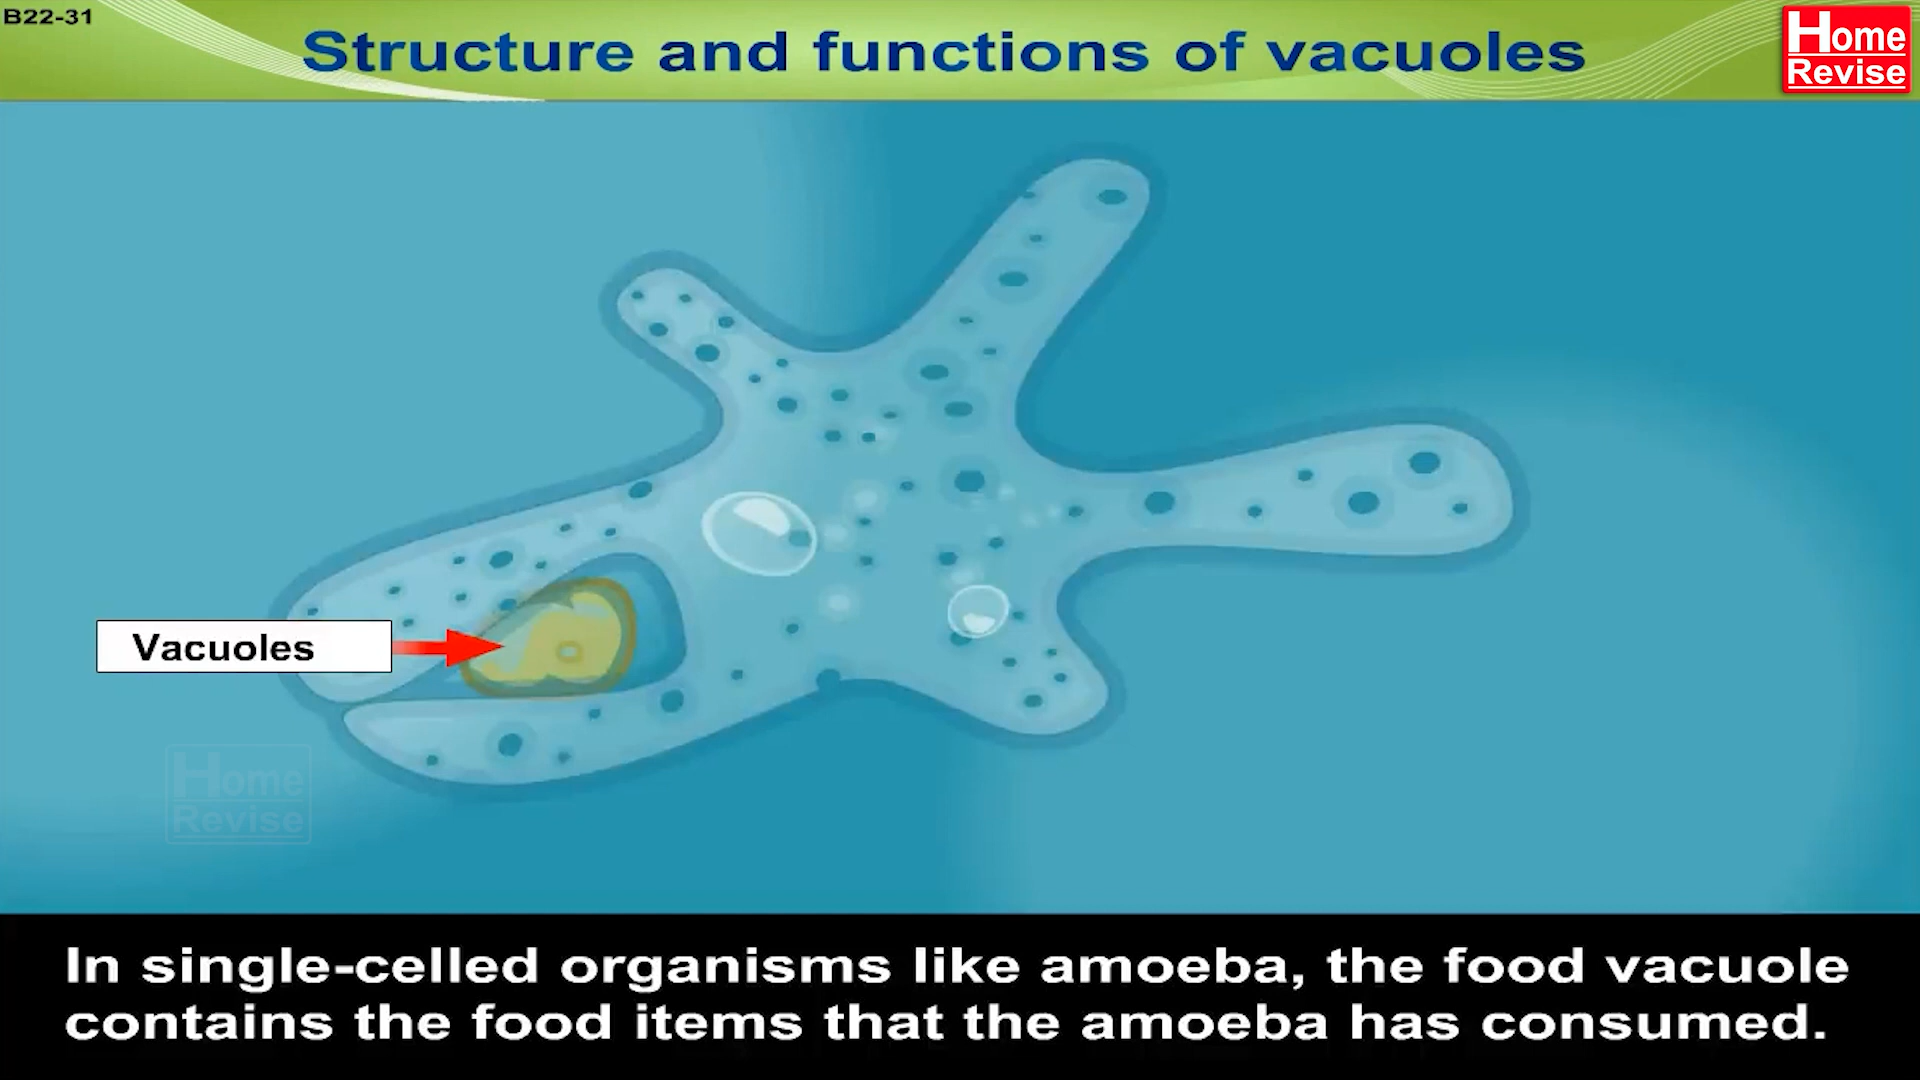 B22-31
Structure and functions of vacuoles
Home
Revise
Vacuoles
Home
Revise
In single-celled organisms like amoeba, the food vacuole
contains the food items that the amoeba has consumed.